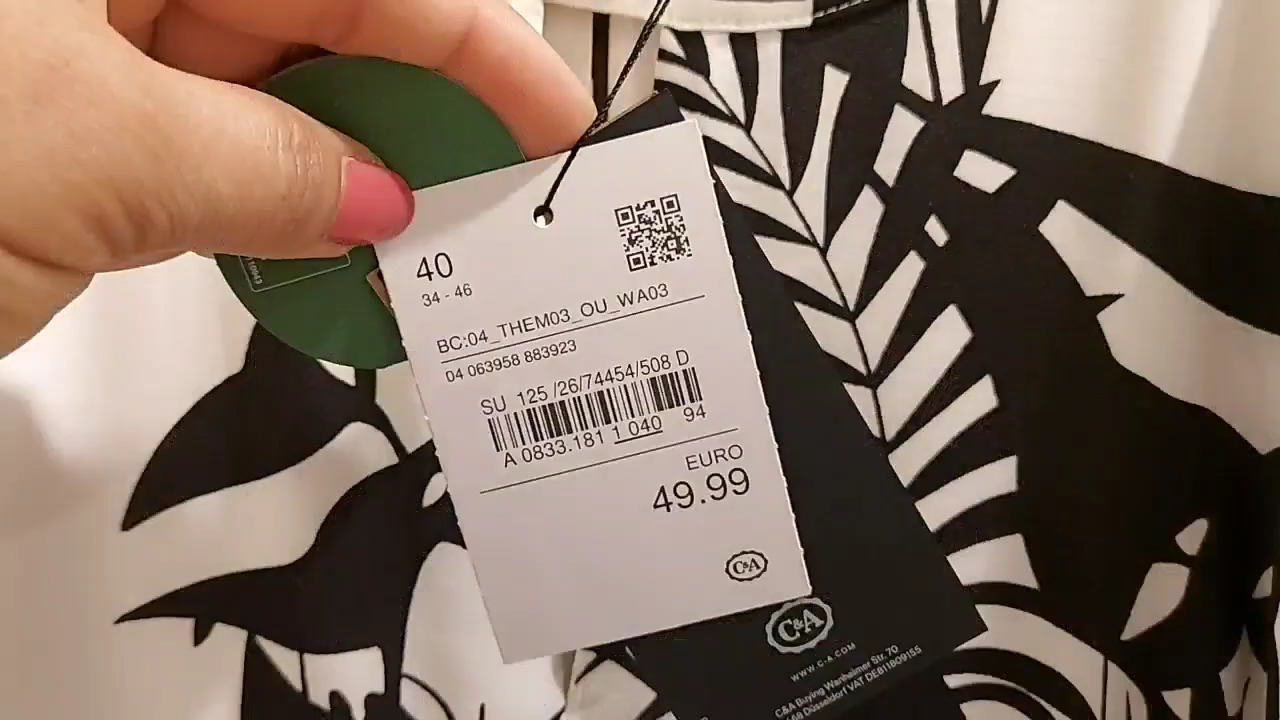 40
34 - 46
BC:04_THEM03_OU_WA03
04 063958 883923
SU 125 /26/74454/508 D
A 0833.181 1 040 94
EURO
49.99
C&A
C&A
WWW.C-A.COM
C&A Buying Wanheimer Str. 70
468 Düsseldorf VAT DE811809155